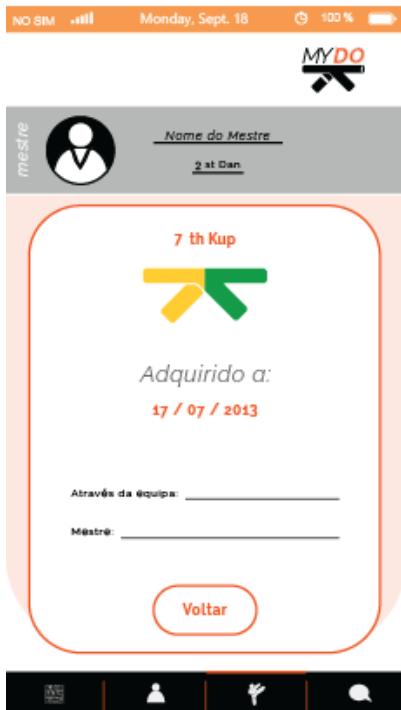 NO SIM Monday, Sept. 18 100 %
MYDO
mestre
Nome do Mestre
2 st Dan
7 th Kup
Adquirido a:
17 / 07 / 2013
Através da équipa:
Mestre:
Voltar